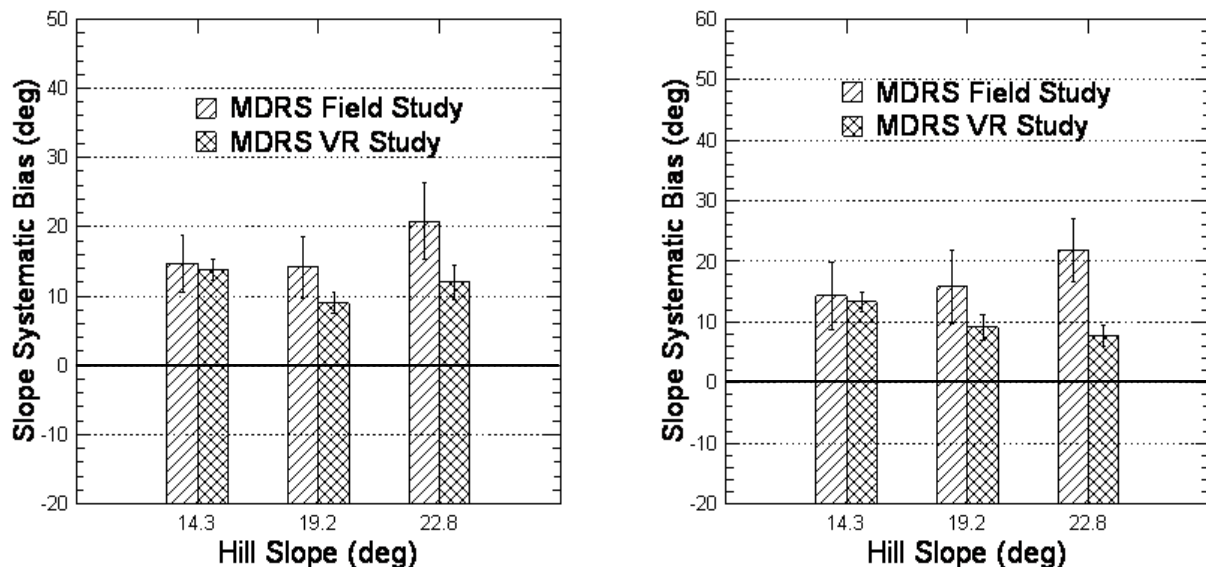 50
40
30
20
10
0
-10
-20
Slope Systematic Bias (deg)
MDRS Field Study
MDRS VR Study
14.3 19.2 22.8
Hill Slope (deg)
60
50
40
30
20
10
0
-10
-20
Slope Systematic Bias (deg)
MDRS Field Study
MDRS VR Study
14.3 19.2 22.8
Hill Slope (deg)